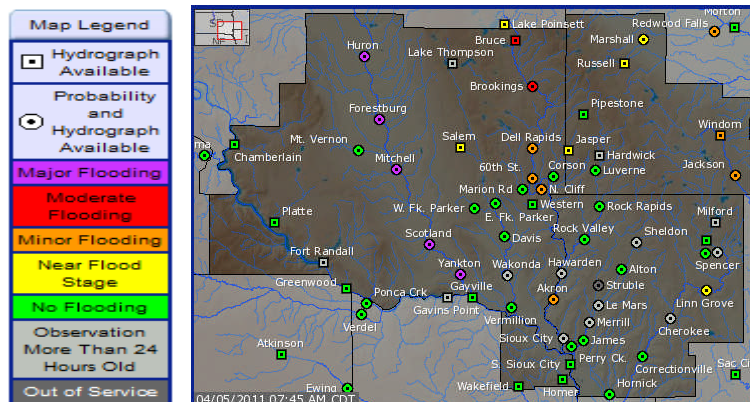 Map Legend
Hydrograph
Available
Probability
and
Hydrograph
Available
Major Flooding
Moderate
Flooding
Minor Flooding
Near Flood
Stage
No Flooding
Observation
More Than 24
Hours Old
Out of Service
SD
NE
Lake Poinsett
Morton
Redwood Falls
Huron
Bruce
Marshall
Lake Thompson
Russell
Brookings
Forestburg
Pipestone
Mt. Vernon
Salem
Dell Rapids
Windom
Jasper
ma
Chamberlain
Mitchell
Hardwick
60th St.
Corson
Luverne
Jackson
Marion Rd
N. Cliff
Platte
W. Fk. Parker
Western
Rock Rapids
Milford
E. Fk. Parker
Scotland
Davis
Rock Valley
Sheldon
Fort Randall
Spencer
Yankton
Wakonda
Hawarden
Alton
Greenwood
Ponca Crk
Gayville
Struble
Akron
Linn Grove
Gavins Point
Le Mars
Verdel
Vermillion
Merrill
Cherokee
Sioux City
James
Atkinson
Perry Ck.
S. Sioux City
Correctionville
Sac Ci
Ewing
Wakefield
Homer
Hornick
04/05/2011 07:45 AM CDT